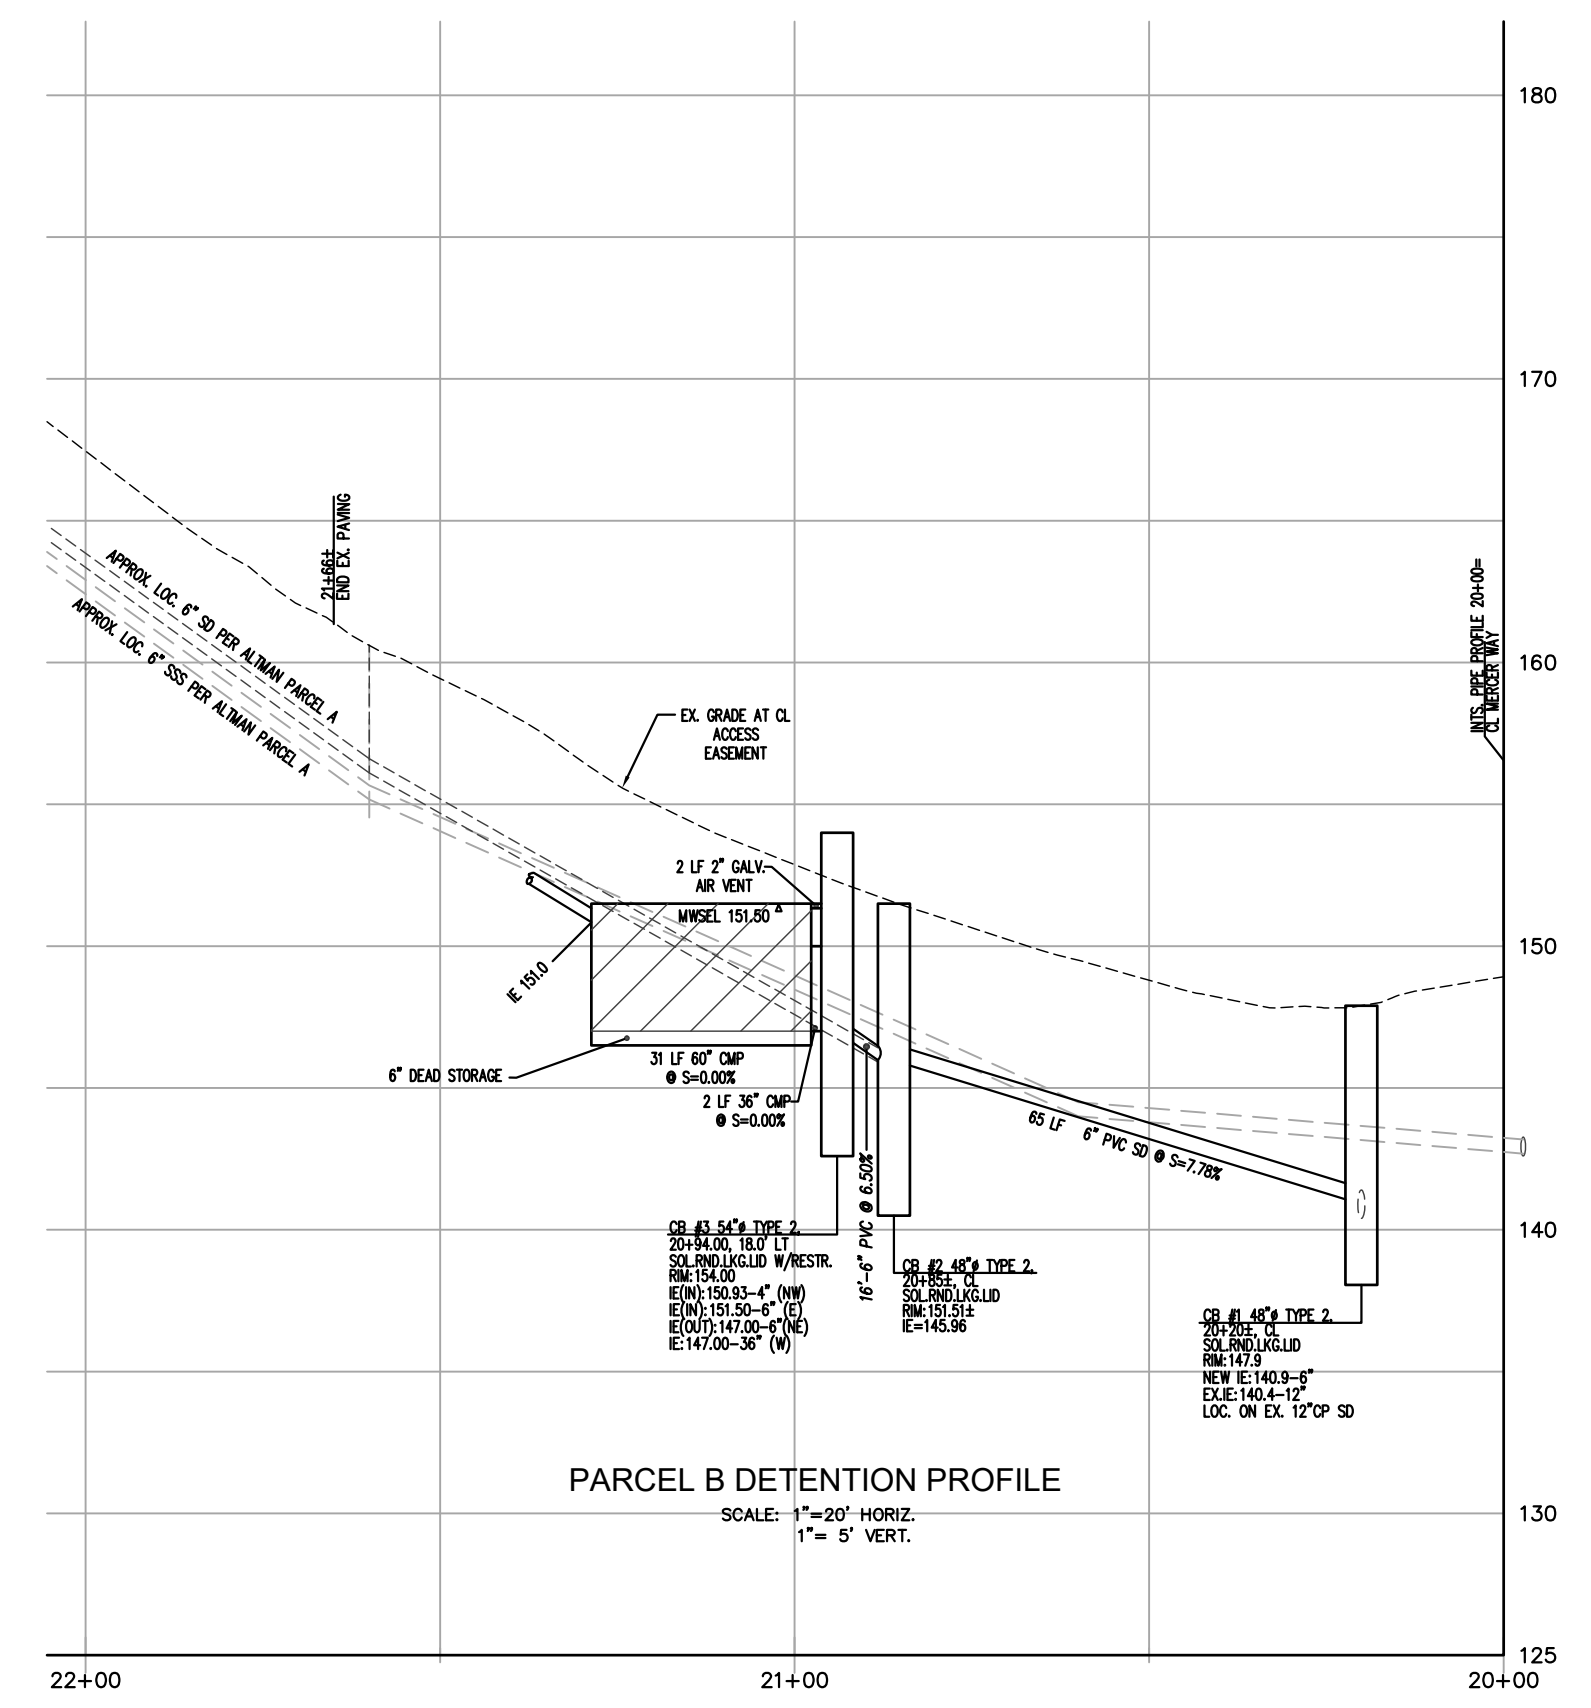 180
170
21+66±
END EX. PAVING
APPROX. LOC. 6" SD PER ALTMAN PARCEL A
APPROX. LOC. 6" SSS PER ALTMAN PARCEL A
INTS. PIPE PROFILE 20+00=
CL MERCER WAY
160
EX. GRADE AT CL
ACCESS
EASEMENT
2 LF 2" GALV.
AIR VENT
MWSEL 151.50
150
IE 151.0
6" DEAD STORAGE
31 LF 60" CMP
@ S=0.00%
2 LF 36" CMP
@ S=0.00%
65 LF 6" PVC SD @ S=7.78%
16'-6" PVC @ 6.50%
140
CB #3 54"ø TYPE 2.
20+94.00, 18.0' LT
SOL.RND.LKG.LID W/RESTR.
RIM:154.00
IE(IN):150.93-4" (NW)
IE(IN):151.50-6" (E)
IE(OUT):147.00-6"(NE)
IE:147.00-36" (W)
CB #2 48"ø TYPE 2.
20+85±, CL
SOL.RND.LKG.LID
RIM:151.51±
IE=145.96
CB #1 48"ø TYPE 2.
20+20±, CL
SOL.RND.LKG.LID
RIM:147.9
NEW IE:140.9-6"
EX.IE:140.4-12"
LOC. ON EX. 12"CP SD
PARCEL B DETENTION PROFILE
SCALE: 1"=20' HORIZ.
1"= 5' VERT.
130
125
22+00
21+00
20+00